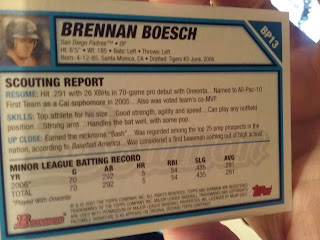 BP13
BRENNAN BOESCH
San Diego Padres™ • OF
Ht: 6'5" • Wt: 185 • Bats: Left • Throws: Left
Born: 4-12-85, Santa Monica, CA • Drafted: Tigers #3-June, 2006
SCOUTING REPORT
RESUME: Hit .291 with 26 XBHs in 70-game pro debut with Oneonta...Named to All-Pac-10
First Team as a Cal sophomore in 2005...Also was voted team's co-MVP.
SKILLS: Top athlete for his size...Good strength, agility and speed...Can play any outfield
position...Strong arm...Handles the bat well, with some pop.
UP CLOSE: Earned the nickname "Bash"...Was regarded among the top 25 prep prospects in the
nation, according to Baseball America...Was considered a first baseman coming out of high school.
MINOR LEAGUE BATTING RECORD
YR G AB HR RBI SLG AVG
2006* 70 292 5 54 435 291
TOTAL 70 292 5 54 435 291
*Played with Oneonta
Bowman
Topps